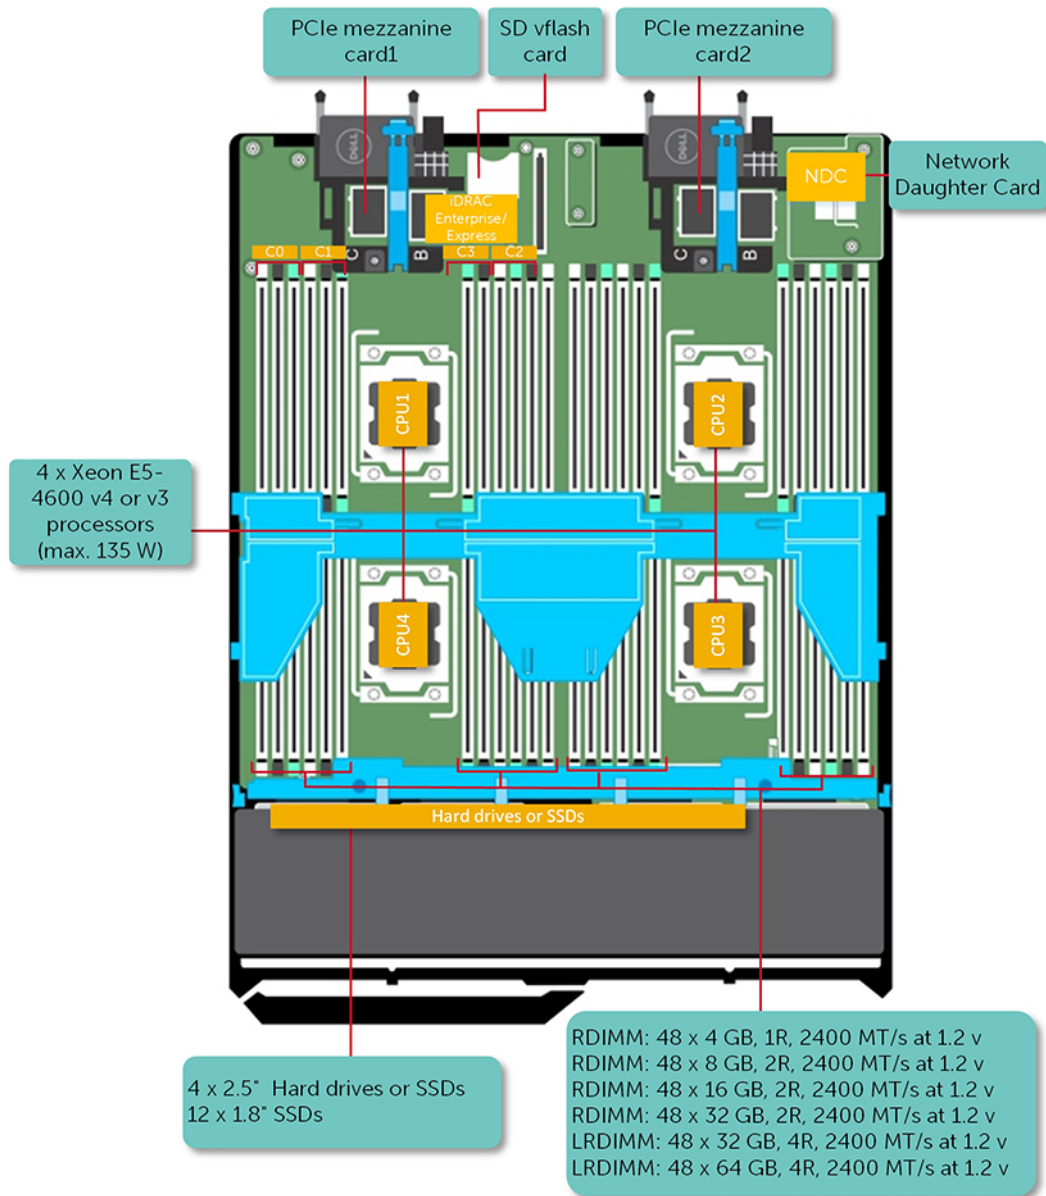 PCIe mezzanine
card1
SD vflash
card
PCIe mezzanine
card2
Network
Daughter Card
DELL
DELL
NDC
iDRAC
Enterprise/
Express
C0
C1
C
B
C3
C2
C
B
CPU1
CPU2
4 x Xeon E5-
4600 v4 or v3
processors
(max. 135 W)
CPU4
CPU3
Hard drives or SSDs
4 x 2.5" Hard drives or SSDs
12 x 1.8" SSDs
RDIMM: 48 x 4 GB, 1R, 2400 MT/s at 1.2 v
RDIMM: 48 x 8 GB, 2R, 2400 MT/s at 1.2 v
RDIMM: 48 x 16 GB, 2R, 2400 MT/s at 1.2 v
RDIMM: 48 x 32 GB, 2R, 2400 MT/s at 1.2 v
LRDIMM: 48 x 32 GB, 4R, 2400 MT/s at 1.2 v
LRDIMM: 48 x 64 GB, 4R, 2400 MT/s at 1.2 v